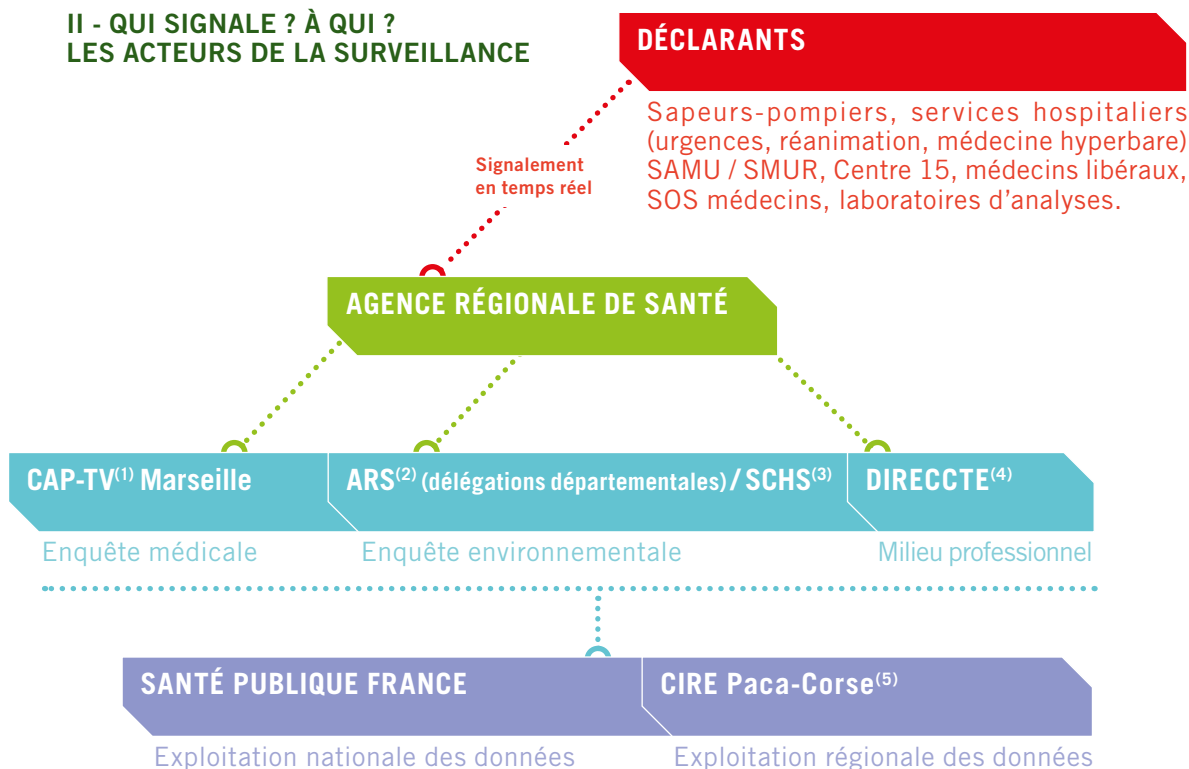 II - QUI SIGNALE ? À QUI ?
LES ACTEURS DE LA SURVEILLANCE
DÉCLARANTS
Sapeurs-pompiers, services hospitaliers
(urgences, réanimation, médecine hyperbare)
SAMU / SMUR, Centre 15, médecins libéraux,
SOS médecins, laboratoires d'analyses.
Signalement
en temps réel
AGENCE RÉGIONALE DE SANTÉ
CAP-TV(1) Marseille
ARS(2) (délégations départementales) / SCHS(3)
DIRECCTE(4)
Enquête médicale
Enquête environnementale
Milieu professionnel
SANTÉ PUBLIQUE FRANCE
CIRE Paca-Corse(5)
Exploitation nationale des données
Exploitation régionale des données